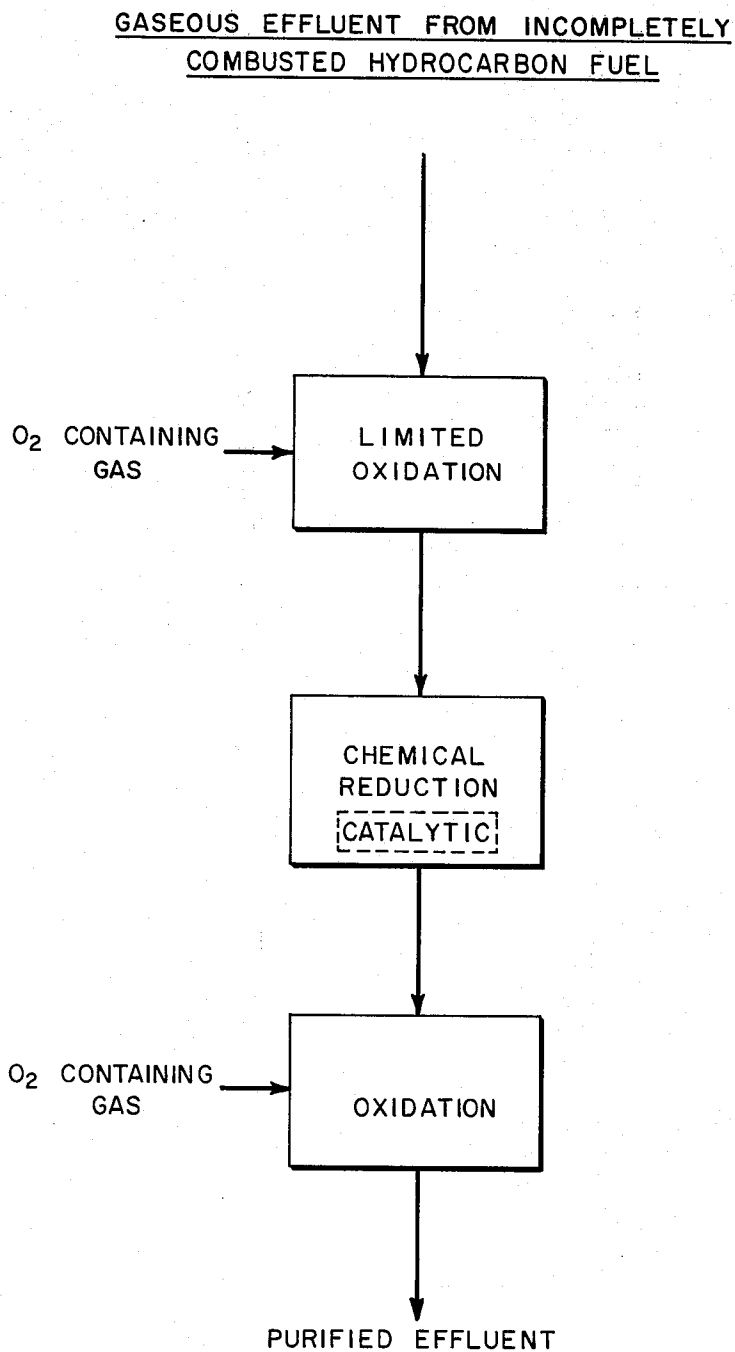 GASEOUS EFFLUENT FROM INCOMPLETELY
COMBUSTED HYDROCARBON FUEL
O2 CONTAINING
GAS
LIMITED
OXIDATION
CHEMICAL
REDUCTION
CATALYTIC
O2 CONTAINING
GAS
OXIDATION
PURIFIED EFFLUENT